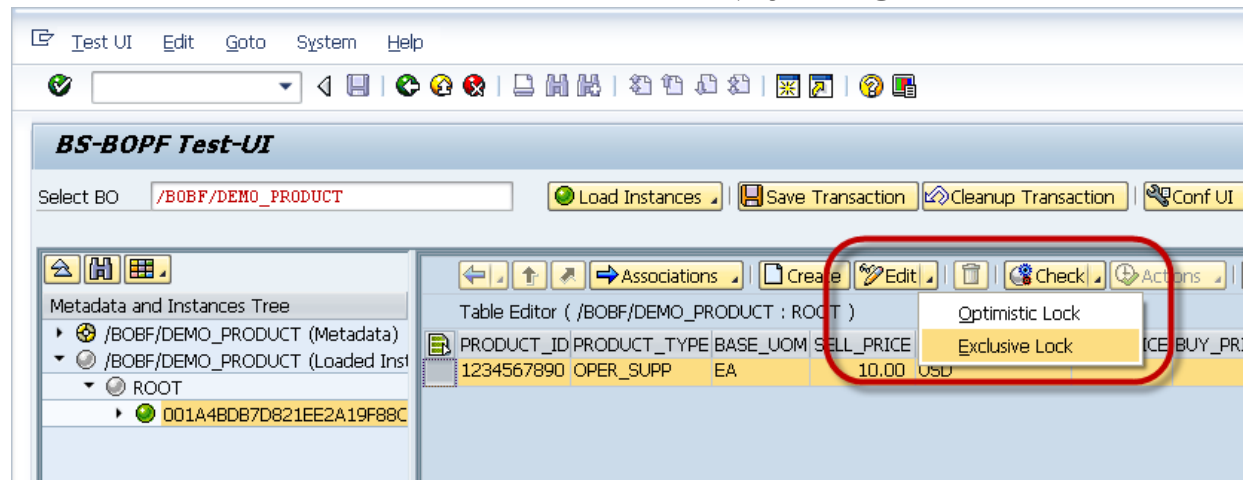 Test UI Edit Goto System Help
BS-BOPF Test-UI
Select BO /BOBF/DEMO_PRODUCT Load Instances Save Transaction Cleanup Transaction Conf UI
Associations Create Edit Check Actions
Metadata and Instances Tree
Table Editor ( /BOBF/DEMO_PRODUCT : ROOT )
Optimistic Lock
/BOBF/DEMO_PRODUCT (Metadata)
PRODUCT_ID PRODUCT_TYPE BASE_UOM SELL_PRICE
Exclusive Lock
ICE BUY_PRI
/BOBF/DEMO_PRODUCT (Loaded Inst
1234567890 OPER_SUPP EA 10.00 USD
ROOT
001A4BDB7D821EE2A19F88C